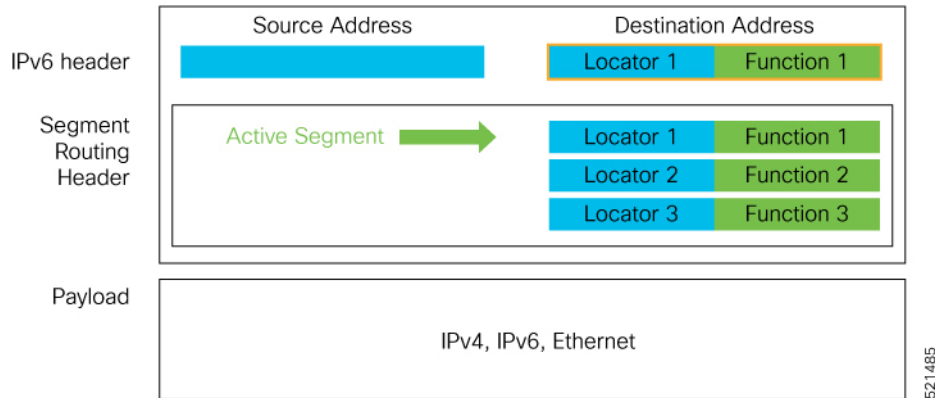 Source Address
Destination Address
IPv6 header
Locator 1
Function 1
Segment
Routing
Header
Active Segment
Locator 1
Function 1
Locator 2
Function 2
Locator 3
Function 3
Payload
IPv4, IPv6, Ethernet
521485